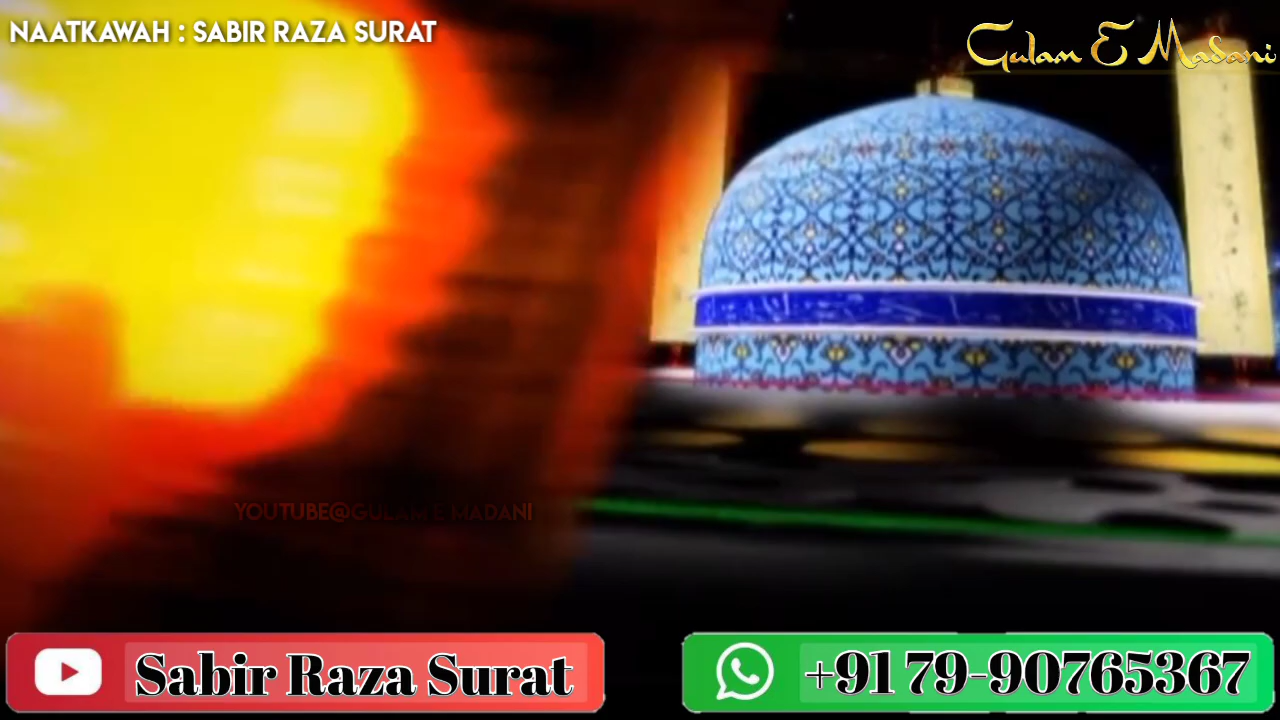 NAATKAWAH : SABIR RAZA SURAT
Gulam E Madani
YOUTUBE@GULAM E MADANI
Sabir Raza Surat
+91 79-90765367